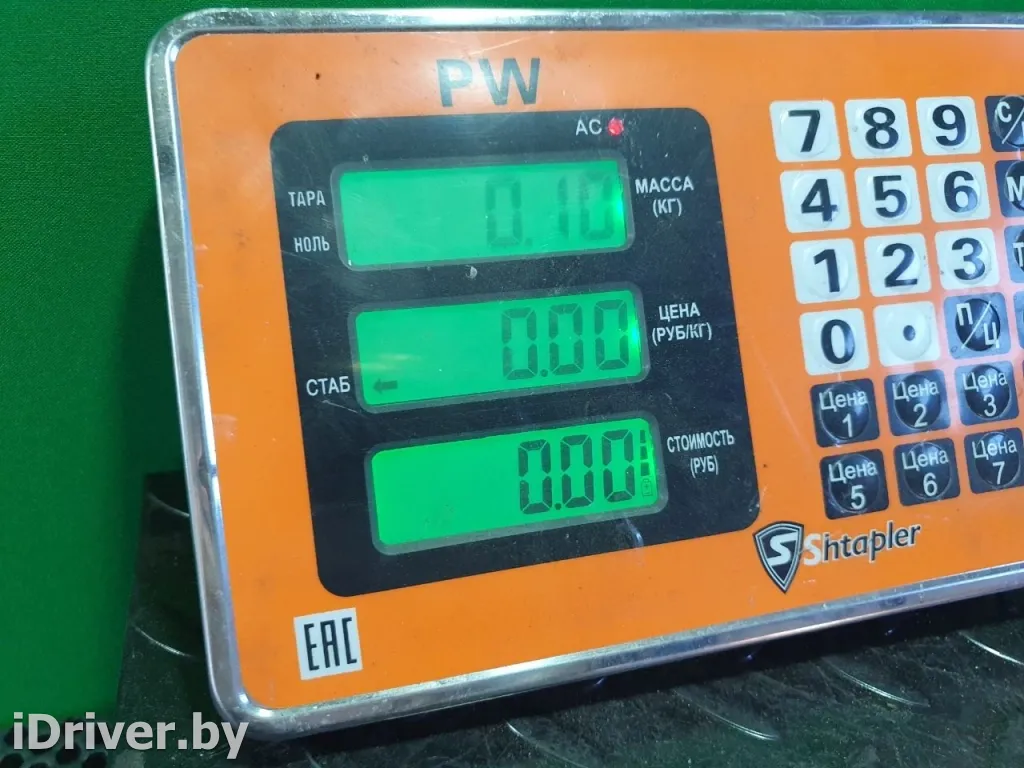 PW
AC
ТАРА
НОЛЬ
0.10
МАССА
(КГ)
0.00
ЦЕНА
(РУБ/КГ)
СТАБ
0.00
СТОИМОСТЬ
(РУБ)
7 8 9 C/
4 5 6 М
1 2 3 Т
0 . П/Ц
Цена 1 Цена 2 Цена 3
Цена 5 Цена 6 Цена 7
S Shtapler
EAC
iDriver.by